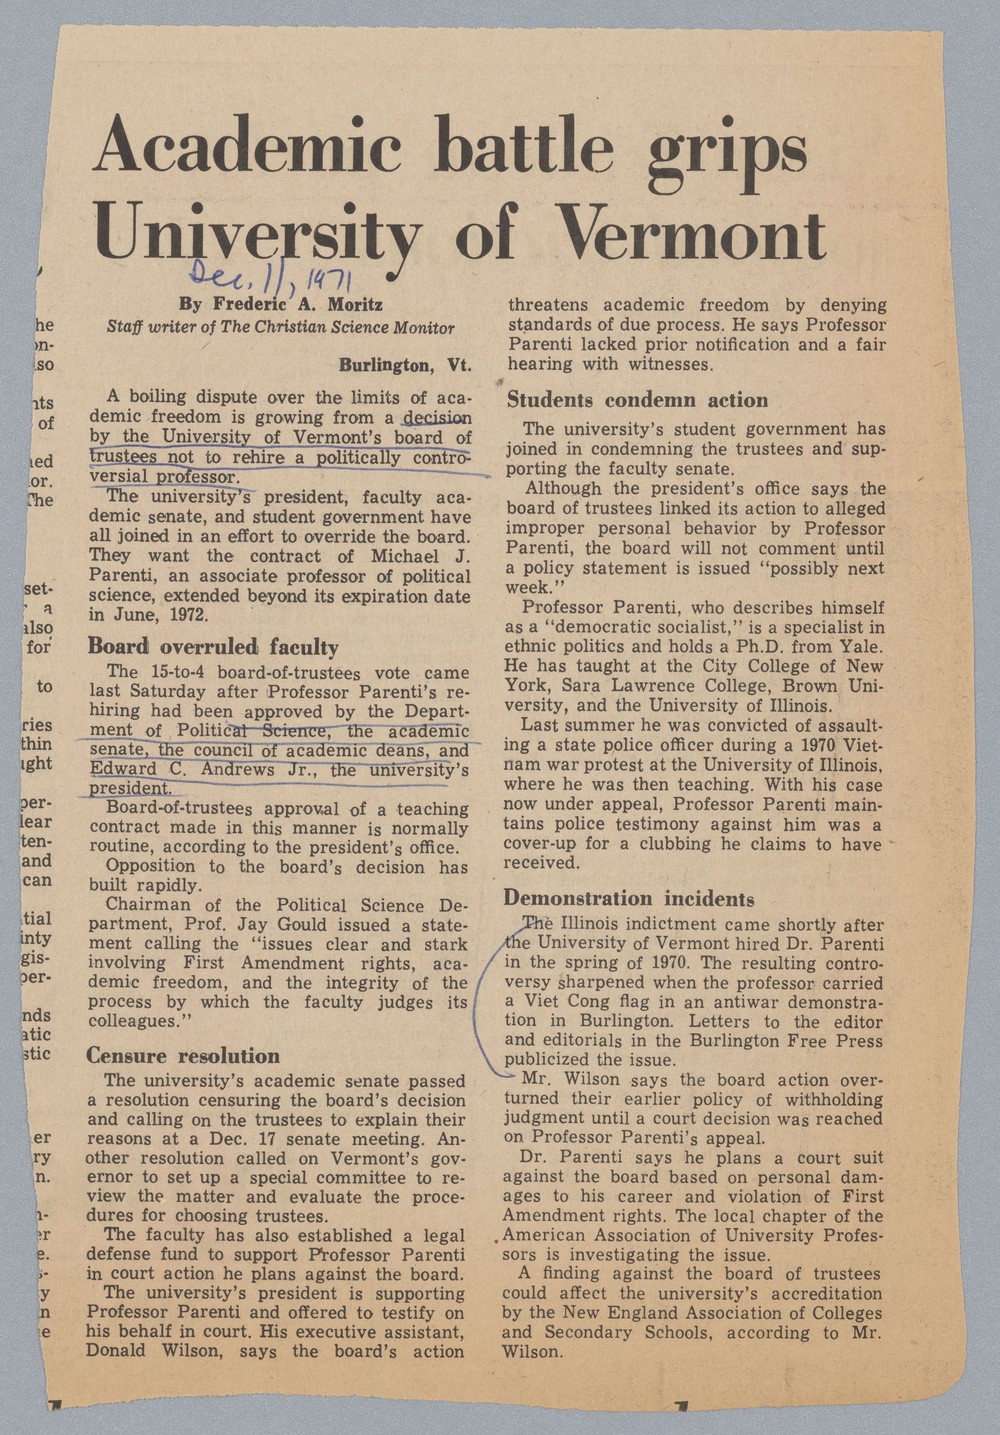 Academic battle grips
University of Vermont
Dec. 11, 1971
By Frederic A. Moritz
Staff writer of The Christian Science Monitor
Burlington, Vt.
A boiling dispute over the limits of aca-
demic freedom is growing from a decision
by the University of Vermont's board of
trustees not to rehire a politically contro-
versial professor.
The university's president, faculty aca-
demic senate, and student government have
all joined in an effort to override the board.
They want the contract of Michael J.
Parenti, an associate professor of political
science, extended beyond its expiration date
in June, 1972.
Board overruled faculty
The 15-to-4 board-of-trustees vote came
last Saturday after Professor Parenti's re-
hiring had been approved by the Depart-
ment of Political Science, the academic
senate, the council of academic deans, and
Edward C. Andrews Jr., the university's
president.
Board-of-trustees approval of a teaching
contract made in this manner is normally
routine, according to the president's office.
Opposition to the board's decision has
built rapidly.
Chairman of the Political Science De-
partment, Prof. Jay Gould issued a state-
ment calling the "issues clear and stark
involving First Amendment rights, aca-
demic freedom, and the integrity of the
process by which the faculty judges its
colleagues."
Censure resolution
The university's academic senate passed
a resolution censuring the board's decision
and calling on the trustees to explain their
reasons at a Dec. 17 senate meeting. An-
other resolution called on Vermont's gov-
ernor to set up a special committee to re-
view the matter and evaluate the proce-
dures for choosing trustees.
The faculty has also established a legal
defense fund to support Professor Parenti
in court action he plans against the board.
The university's president is supporting
Professor Parenti and offered to testify on
his behalf in court. His executive assistant,
Donald Wilson, says the board's action
threatens academic freedom by denying
standards of due process. He says Professor
Parenti lacked prior notification and a fair
hearing with witnesses.
Students condemn action
The university's student government has
joined in condemning the trustees and sup-
porting the faculty senate.
Although the president's office says the
board of trustees linked its action to alleged
improper personal behavior by Professor
Parenti, the board will not comment until
a policy statement is issued "possibly next
week."
Professor Parenti, who describes himself
as a "democratic socialist," is a specialist in
ethnic politics and holds a Ph.D. from Yale.
He has taught at the City College of New
York, Sara Lawrence College, Brown Uni-
versity, and the University of Illinois.
Last summer he was convicted of assault-
ing a state police officer during a 1970 Viet-
nam war protest at the University of Illinois,
where he was then teaching. With his case
now under appeal, Professor Parenti main-
tains police testimony against him was a
cover-up for a clubbing he claims to have
received.
Demonstration incidents
The Illinois indictment came shortly after
the University of Vermont hired Dr. Parenti
in the spring of 1970. The resulting contro-
versy sharpened when the professor carried
a Viet Cong flag in an antiwar demonstra-
tion in Burlington. Letters to the editor
and editorials in the Burlington Free Press
publicized the issue.
Mr. Wilson says the board action over-
turned their earlier policy of withholding
judgment until a court decision was reached
on Professor Parenti's appeal.
Dr. Parenti says he plans a court suit
against the board based on personal dam-
ages to his career and violation of First
Amendment rights. The local chapter of the
American Association of University Profes-
sors is investigating the issue.
A finding against the board of trustees
could affect the university's accreditation
by the New England Association of Colleges
and Secondary Schools, according to Mr.
Wilson.